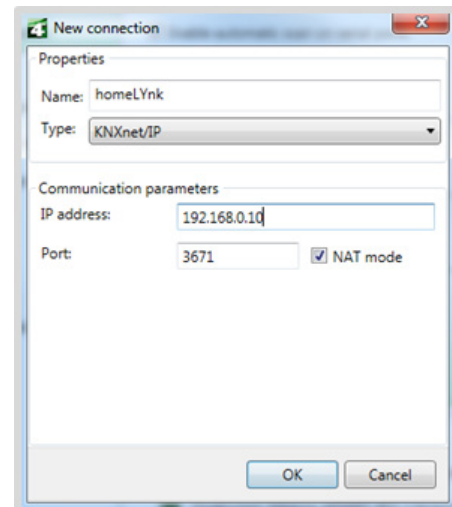 4 New connection
Properties
Name: homeLYnk
Type: KNXnet/IP
Communication parameters
IP address: 192.168.0.10
Port: 3671 NAT mode
OK Cancel